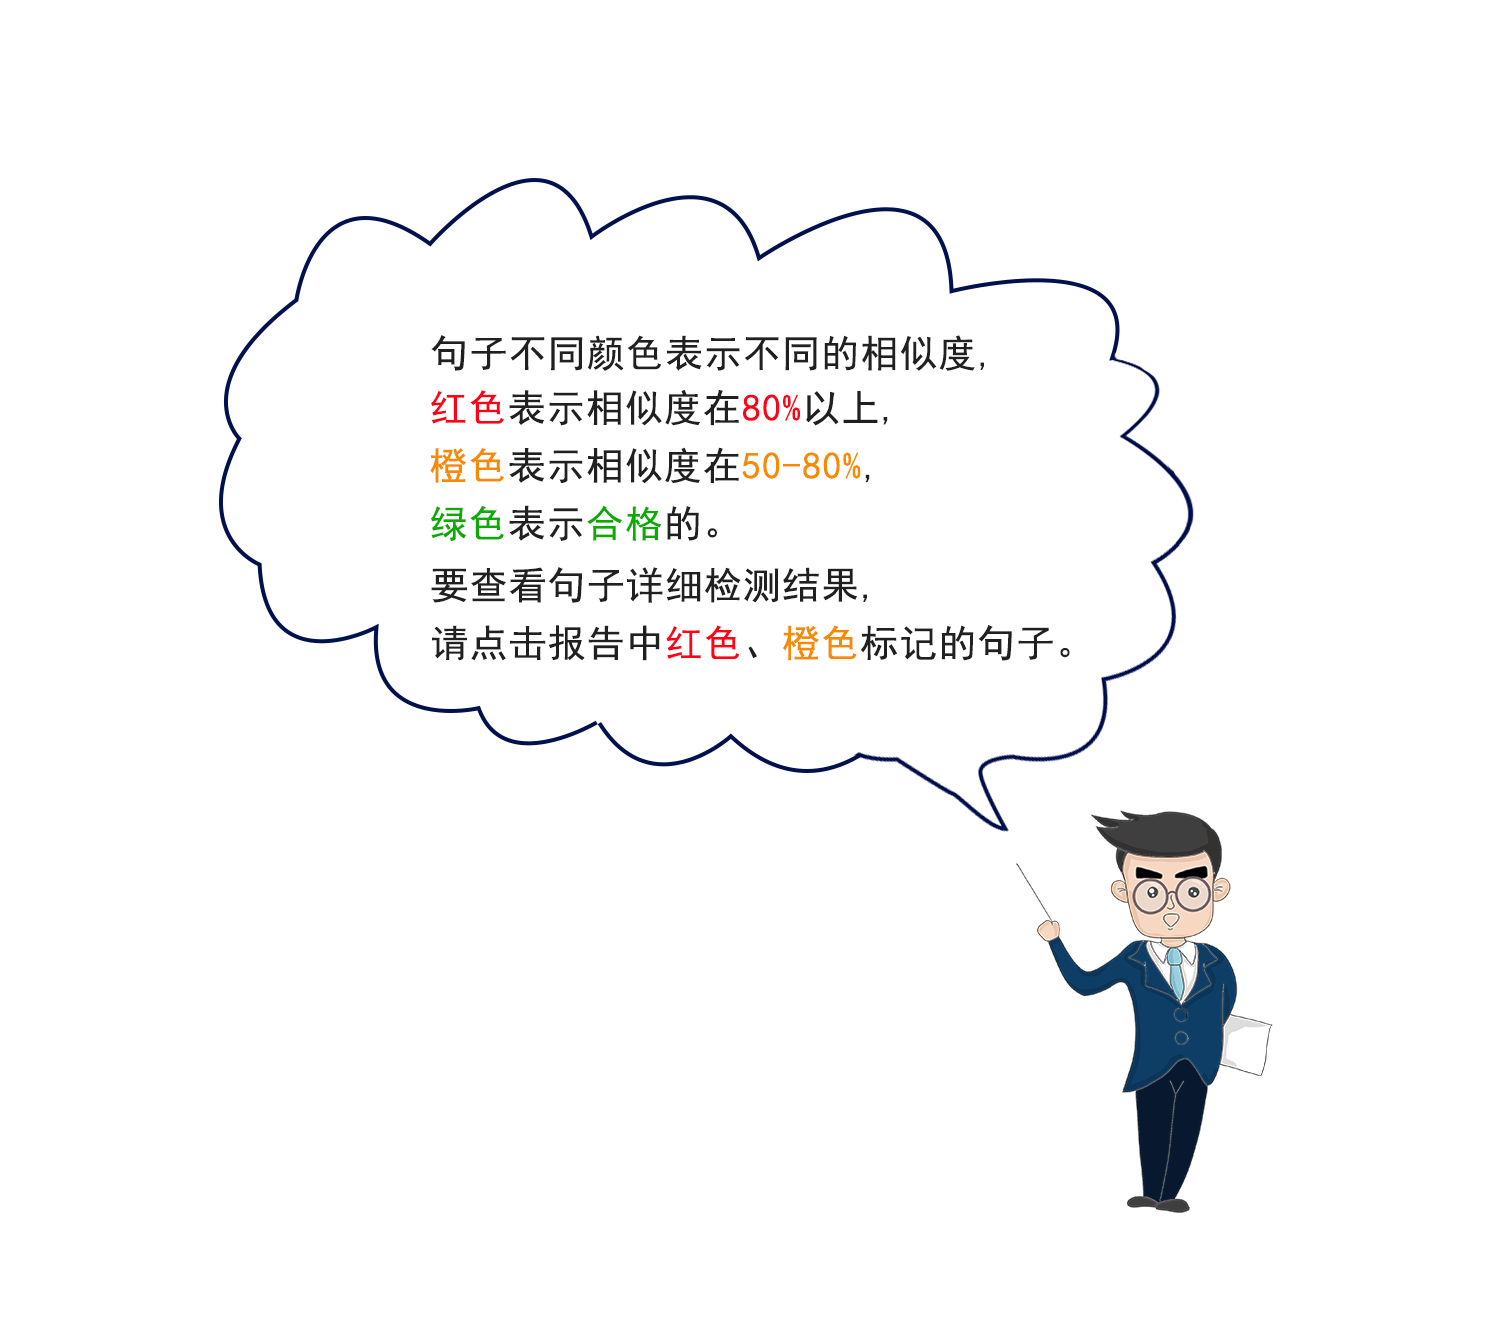 句子不同颜色表示不同的相似度,
红色表示相似度在80%以上,
橙色表示相似度在50-80%,
绿色表示合格的。
要查看句子详细检测结果,
请点击报告中红色、橙色标记的句子。